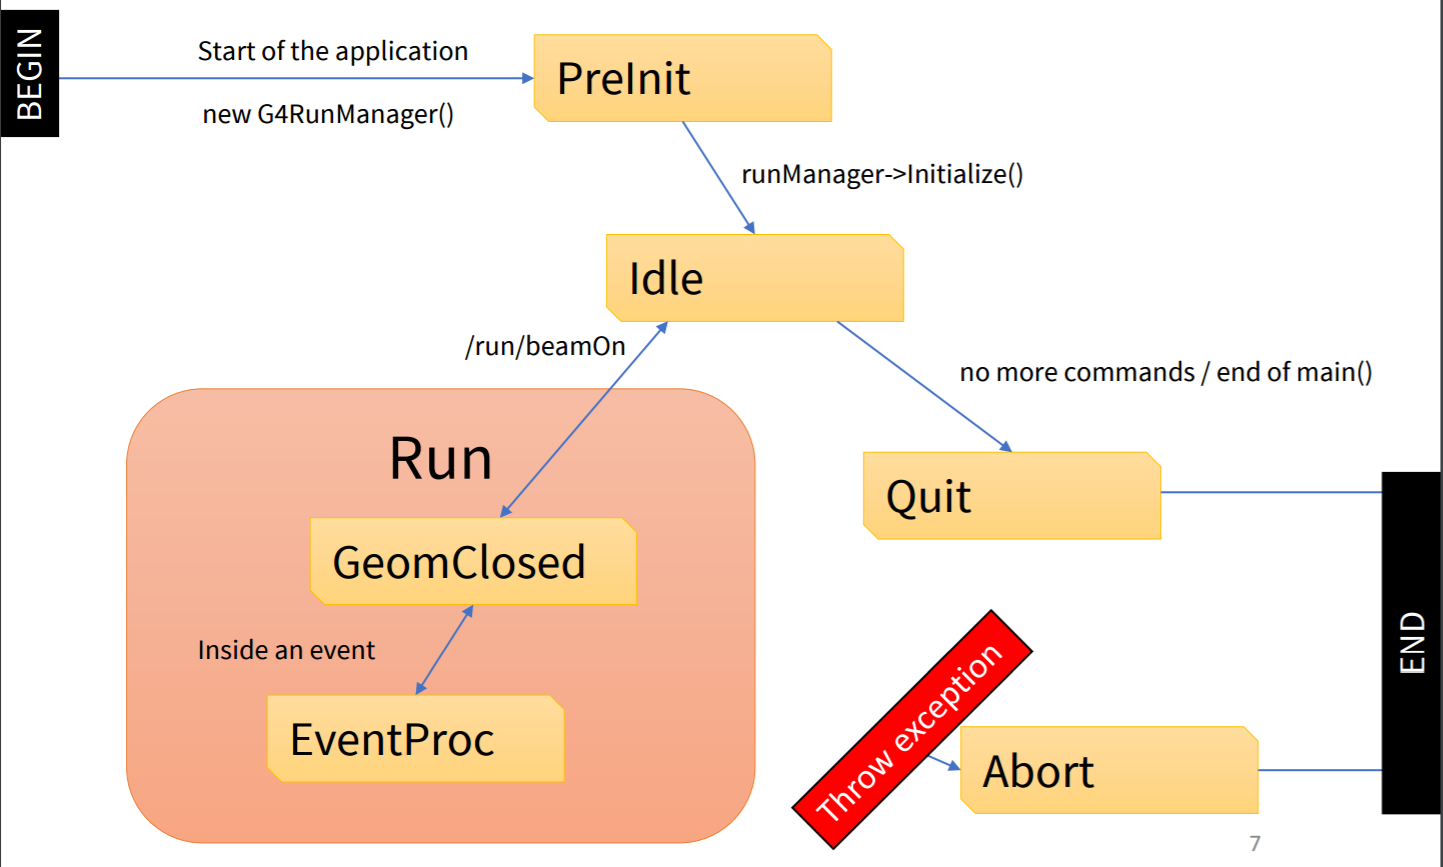 BEGIN
Start of the application
new G4RunManager()
PreInit
runManager->Initialize()
Idle
/run/beamOn
no more commands / end of main()
Run
Quit
GeomClosed
Inside an event
EventProc
Throw exception
Abort
END
7